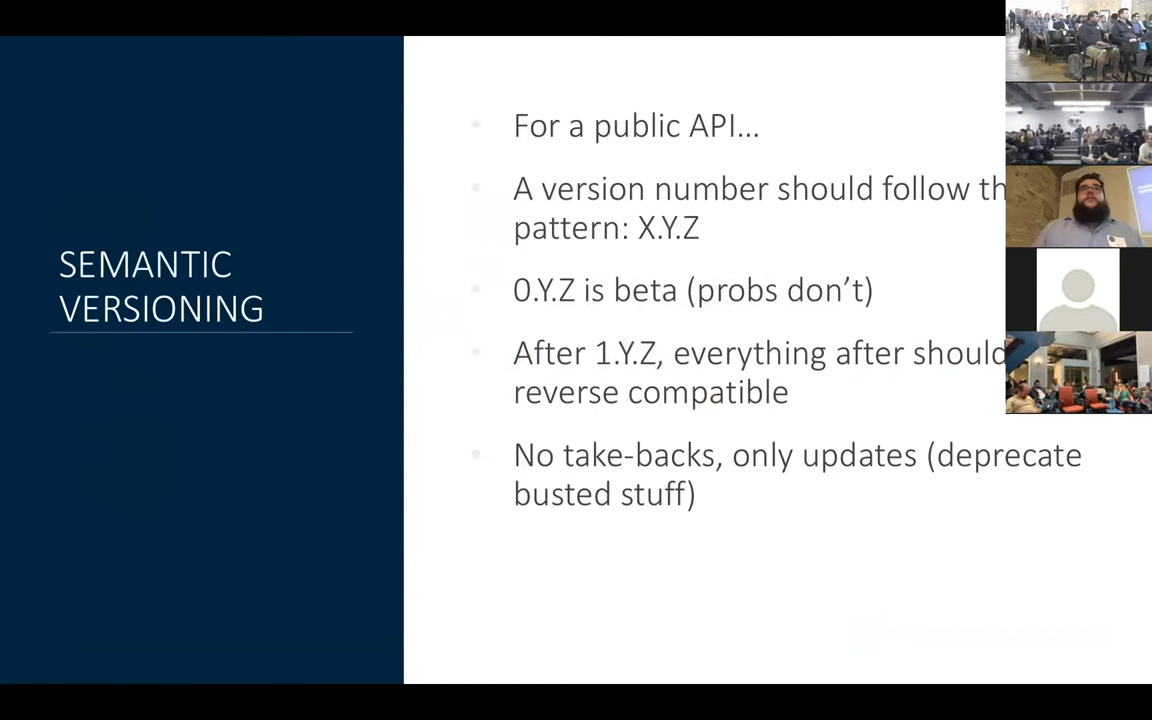 SEMANTIC
VERSIONING
For a public API...
A version number should follow
pattern: X.Y.Z
0.Y.Z is beta (probs don’t)
After 1.Y.Z, everything after should
reverse compatible
No take-backs, only updates (deprecate
busted stuff)